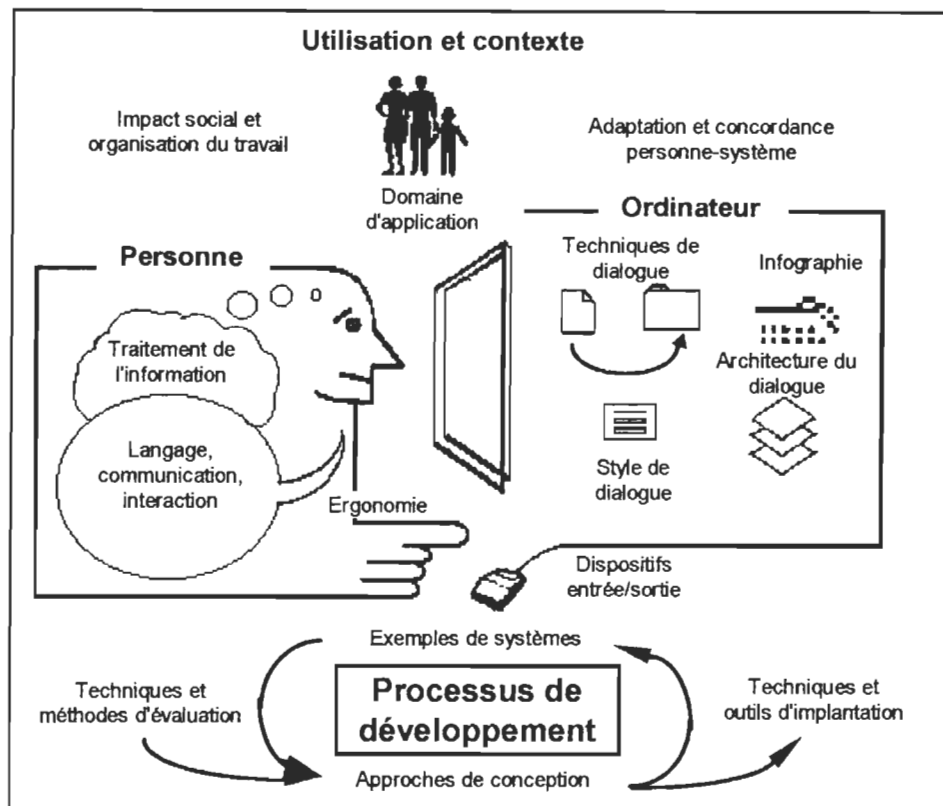 Utilisation et contexte
Impact social et
organisation du travail
Adaptation et concordance
personne-système
Domaine
d'application
Ordinateur
Personne
Techniques de
dialogue
Infographie
Traitement de
l'information
Architecture du
dialogue
Langage,
communication,
interaction
Style de
dialogue
Ergonomie
Dispositifs
entrée/sortie
Exemples de systèmes
Techniques et
méthodes d'évaluation
Processus de
développement
Techniques et
outils d'implantation
Approches de conception